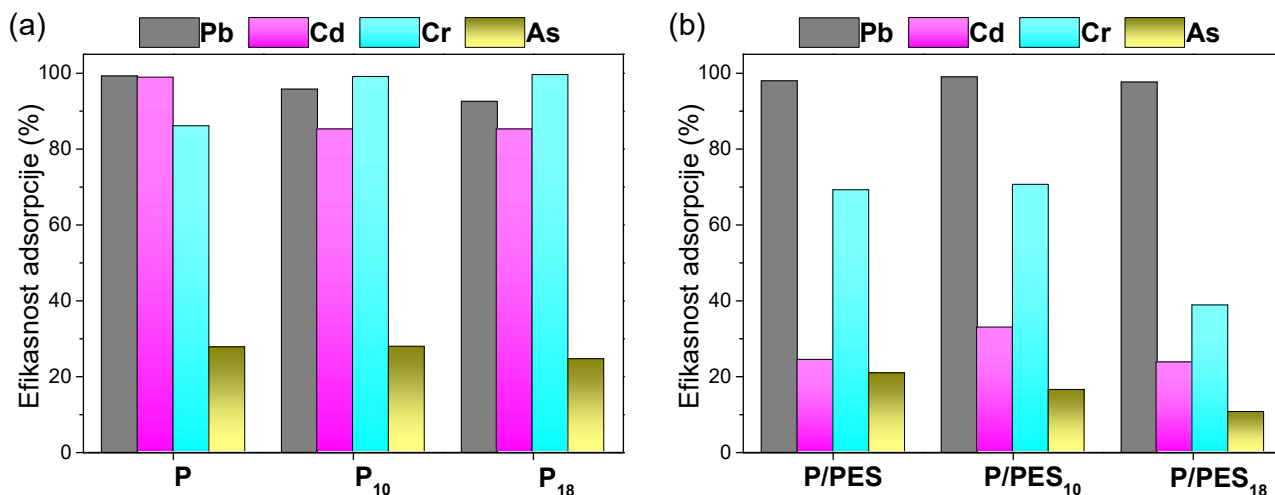 (a)
Pb Cd Cr As
Efikasnost adsorpcije (%)
100
80
60
40
20
0
P P₁₀ P₁₈
(b)
Pb Cd Cr As
Efikasnost adsorpcije (%)
100
80
60
40
20
0
P/PES P/PES₁₀ P/PES₁₈